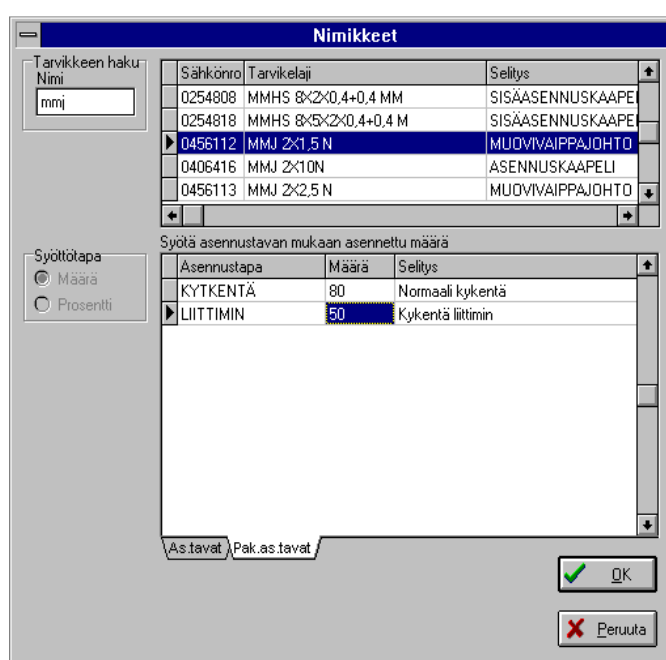 Nimikkeet
Tarvikkeen haku
Nimi
mmj
Sähkönro Tarvikelaji Selitys
0254808 MMHS 8X2X0,4+0,4 MM SISÄASENNUSKAAPEI
0254818 MMHS 8X5X2X0,4+0,4 M SISÄASENNUSKAAPEI
0456112 MMJ 2X1,5 N MUOVIVAIPPAJOHTO
0406416 MMJ 2X10N ASENNUSKAAPELI
0456113 MMJ 2X2,5 N MUOVIVAIPPAJOHTO
Syötä asennustavan mukaan asennettu määrä
Syöttötapa
Määrä
Prosentti
Asennustapa Määrä Selitys
KYTKENTÄ 80 Normaali kykentä
LIITTIMIN 50 Kykentä liittimin
As.tavat Pak.as.tavat
OK
Peruuta